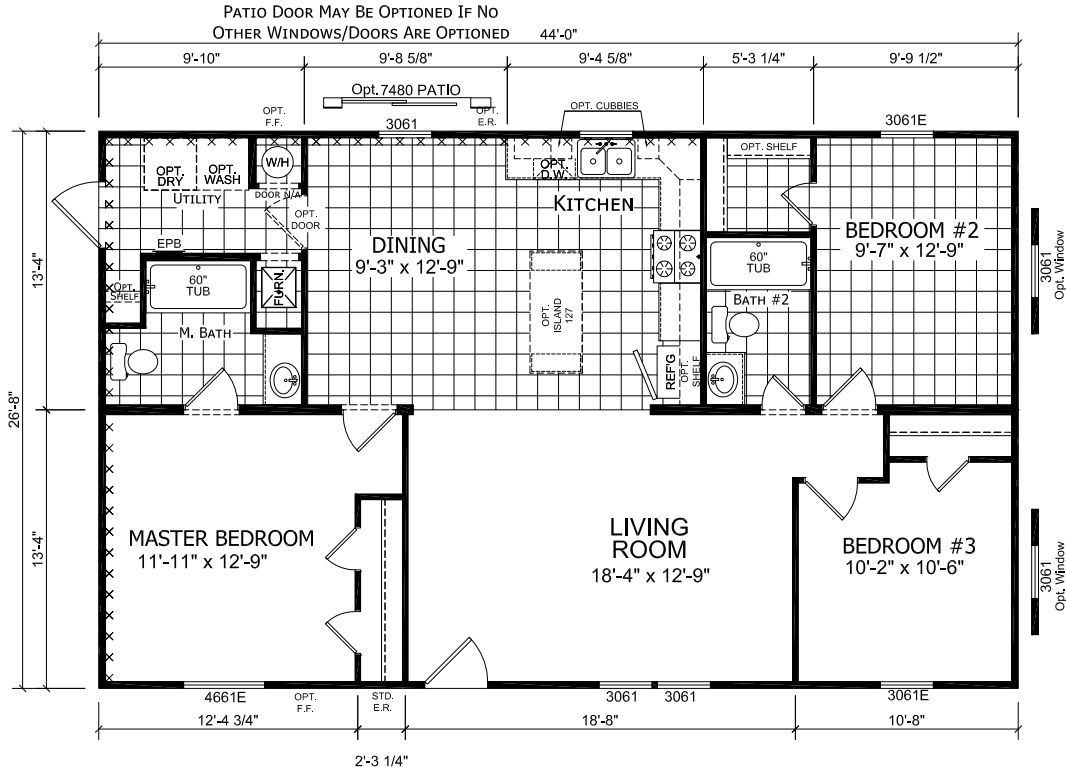 PATIO DOOR MAY BE OPTIONED IF NO
OTHER WINDOWS/DOORS ARE OPTIONED
44'-0"
9'-10"
9'-8 5/8"
9'-4 5/8"
5'-3 1/4"
9'-9 1/2"
Opt. 7480 PATIO
OPT.
F.F.
3061
OPT.
E.R.
OPT. CUBBIES
3061E
OPT.
DRY
OPT.
WASH
W/H
UTILITY
DOOR N/A
OPT.
DOOR
EPB
OPT.
SHELF
60"
TUB
FURN.
M. BATH
DINING
9'-3" x 12'-9"
OPT.
D.W.
KITCHEN
OPT.
ISLAND
127
REF'G
OPT.
SHELF
OPT. SHELF
60"
TUB
BATH #2
BEDROOM #2
9'-7" x 12'-9"
3061
Opt. Window
13'-4"
26'-8"
13'-4"
MASTER BEDROOM
11'-11" x 12'-9"
LIVING
ROOM
18'-4" x 12'-9"
BEDROOM #3
10'-2" x 10'-6"
3061
Opt. Window
4661E
OPT.
F.F.
STD.
E.R.
3061
3061
3061E
12'-4 3/4"
18'-8"
10'-8"
2'-3 1/4"